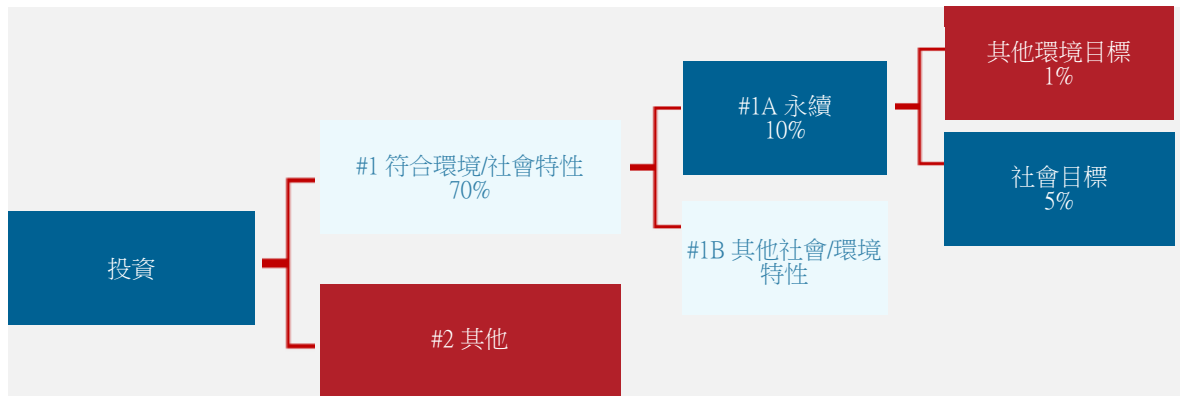 投資
#1 符合環境/社會特性
70%
#2 其他
#1A 永續
10%
#1B 其他社會/環境
特性
其他環境目標
1%
社會目標
5%